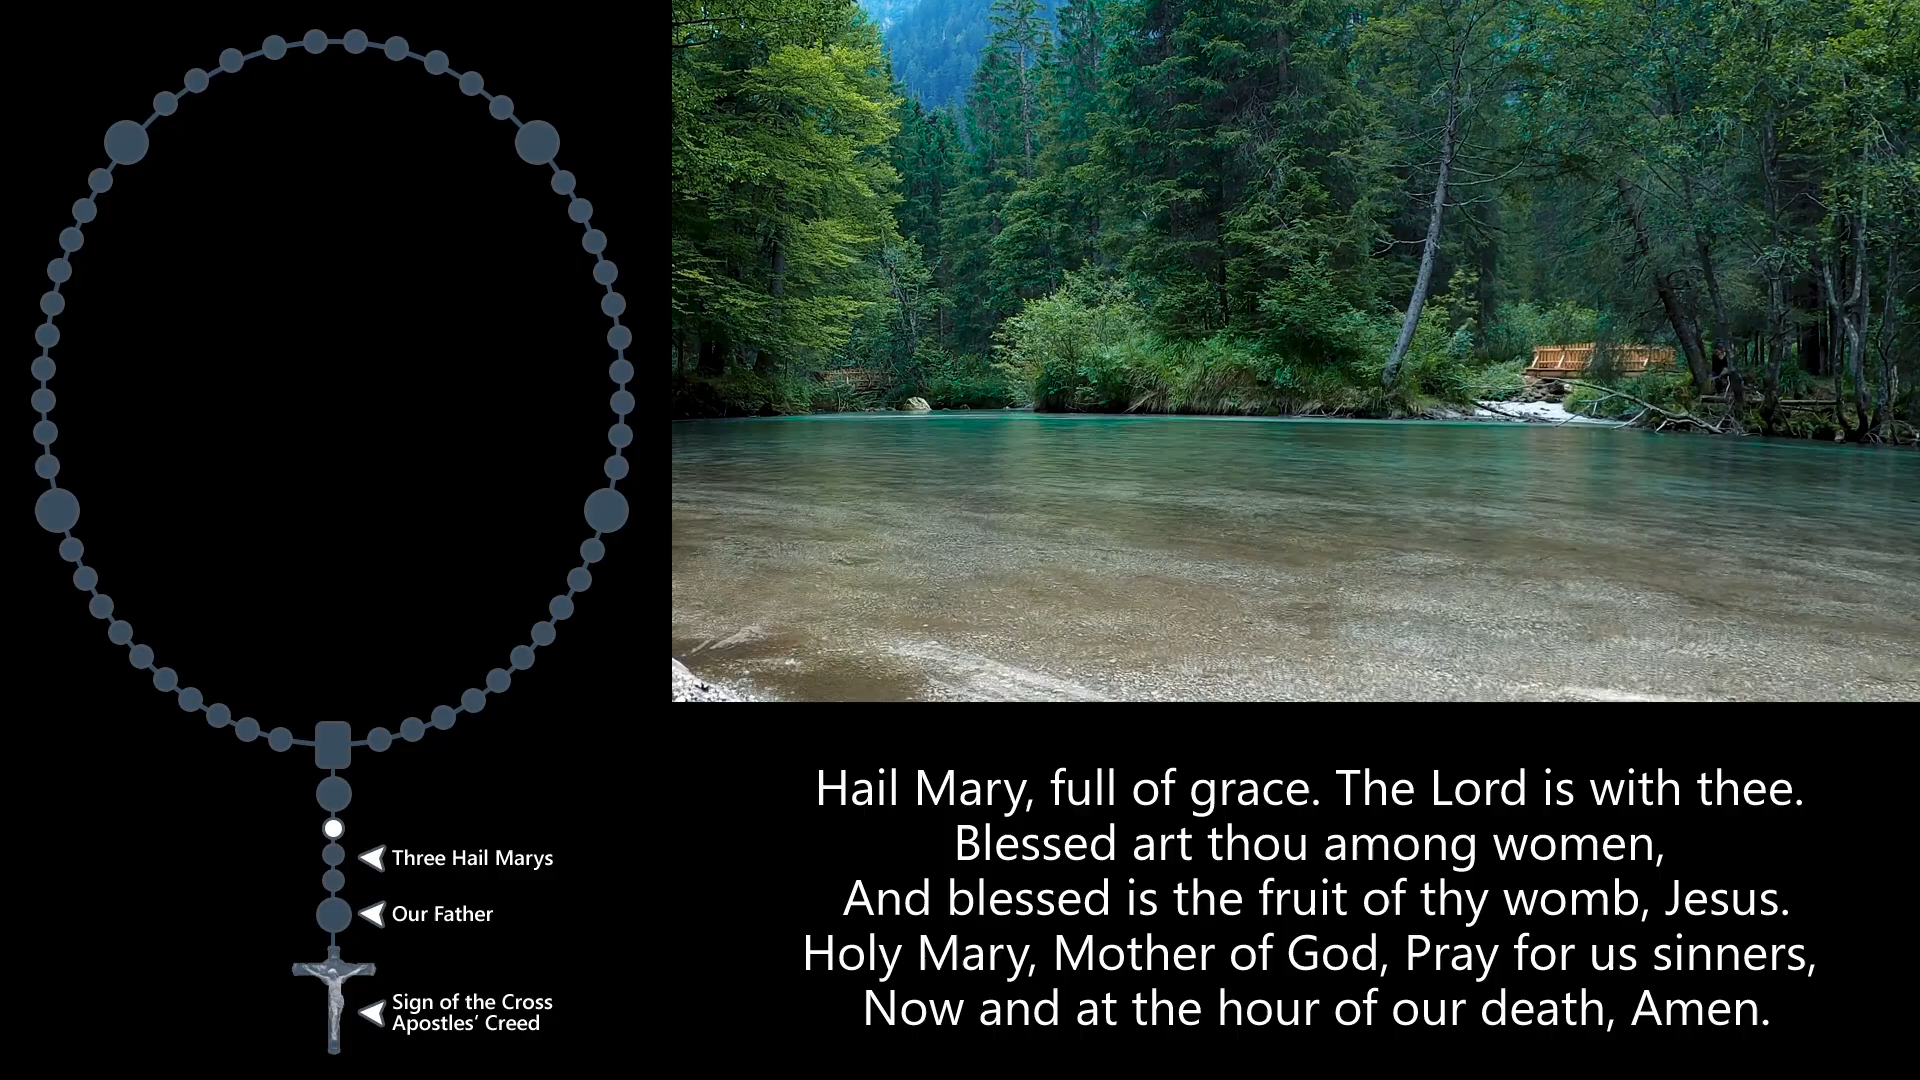 Three Hail Marys
Our Father
Sign of the Cross
Apostles’ Creed
Hail Mary, full of grace. The Lord is with thee.
Blessed art thou among women,
And blessed is the fruit of thy womb, Jesus.
Holy Mary, Mother of God, Pray for us sinners,
Now and at the hour of our death, Amen.